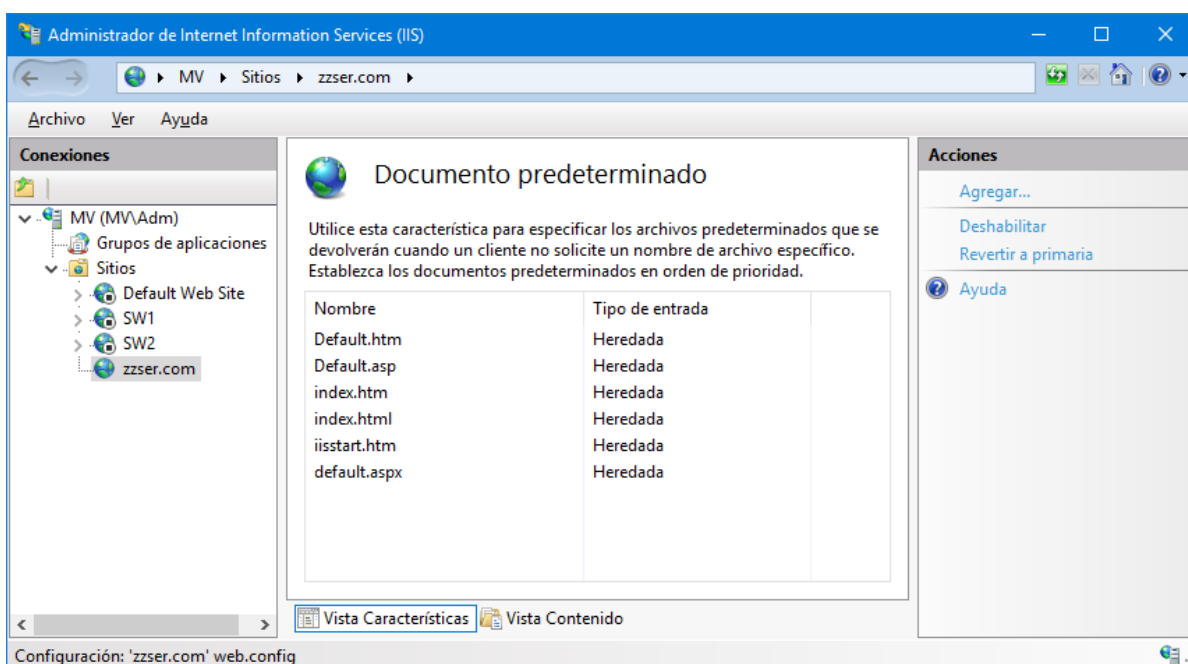 Administrador de Internet Information Services (IIS)
MV Sitios zzser.com
Archivo Ver Ayuda
Conexiones
MV (MV\Adm)
Grupos de aplicaciones
Sitios
Default Web Site
SW1
SW2
zzser.com
Documento predeterminado
Utilice esta característica para especificar los archivos predeterminados que se
devolverán cuando un cliente no solicite un nombre de archivo específico.
Establezca los documentos predeterminados en orden de prioridad.
Nombre Tipo de entrada
Default.htm Heredada
Default.asp Heredada
index.htm Heredada
index.html Heredada
iisstart.htm Heredada
default.aspx Heredada
Vista Características Vista Contenido
Acciones
Agregar...
Deshabilitar
Revertir a primaria
Ayuda
Configuración: 'zzser.com' web.config